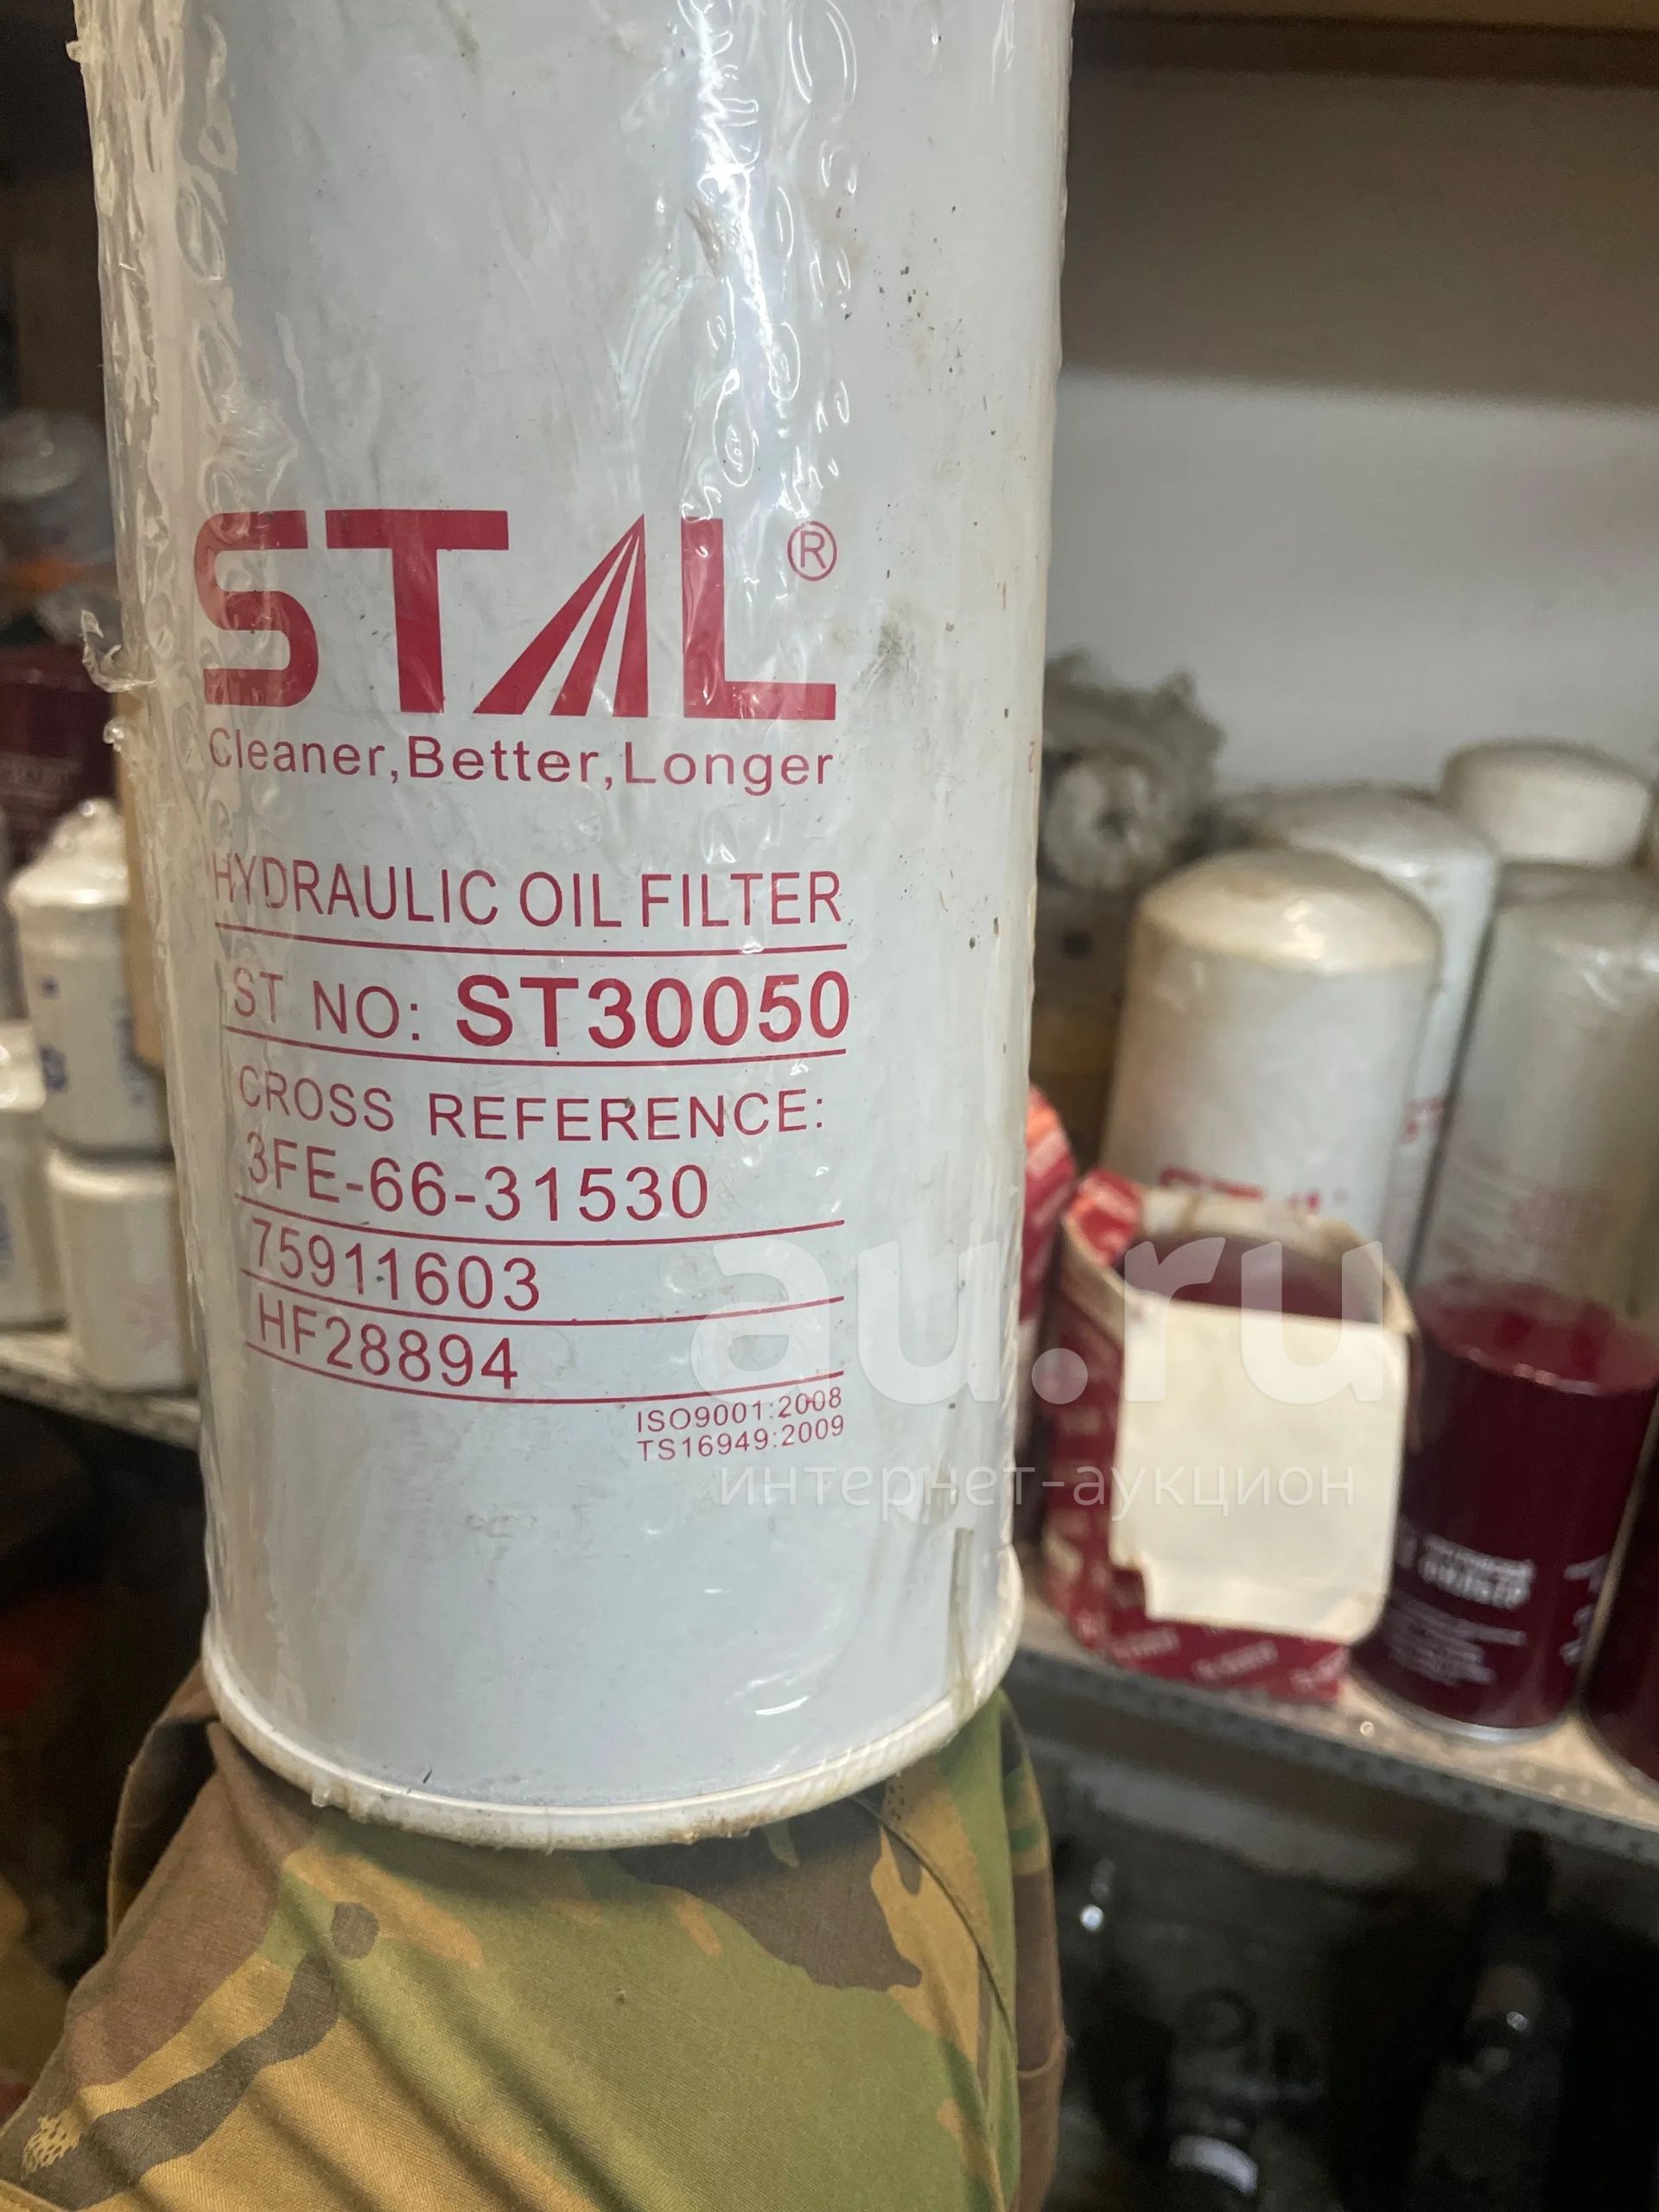 STAL®
Cleaner,Better,Longer
HYDRAULIC OIL FILTER
ST NO: ST30050
CROSS REFERENCE:
3FE-66-31530
75911603
HF28894
ISO9001:2008
TS16949:2009
au.ru
интернет-аукцион